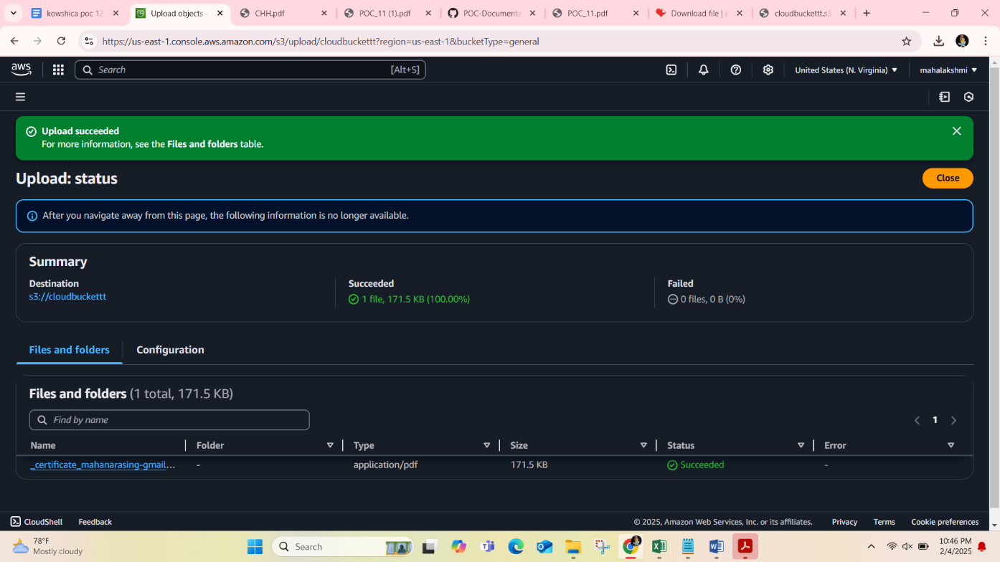 kowshica poc 12
Upload objects -
CHH.pdf
POC_11 (1).pdf
POC-Documenta
POC_11.pdf
Download file | i
cloudbuckettt.s3
https://us-east-1.console.aws.amazon.com/s3/upload/cloudbuckettt?region=us-east-1&bucketType=general
aws
Search
[Alt+S]
United States (N. Virginia)
mahalakshmi
Upload succeeded
For more information, see the Files and folders table.
Upload: status
Close
After you navigate away from this page, the following information is no longer available.
Summary
Destination
s3://cloudbuckettt
Succeeded
1 file, 171.5 KB (100.00%)
Failed
0 files, 0 B (0%)
Files and folders
Configuration
Files and folders (1 total, 171.5 KB)
Find by name
1
Name
Folder
Type
Size
Status
Error
_certificate_mahanarasing-gmail...
-
application/pdf
171.5 KB
Succeeded
-
CloudShell
Feedback
© 2025, Amazon Web Services, Inc. or its affiliates.
Privacy
Terms
Cookie preferences
78°F
Mostly cloudy
Search
10:46 PM
2/4/2025